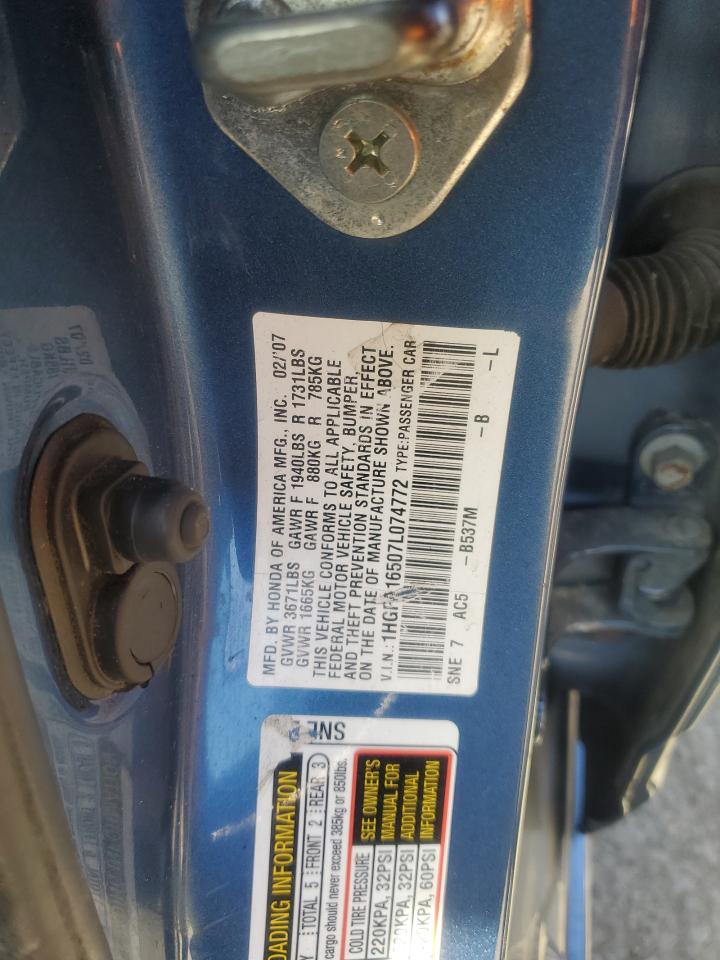 MFD. BY HONDA OF AMERICA MFG., INC. 02/'07
GVWR 3671LBS GAWR F 1940LBS R 1731LBS
GVWR 1665KG GAWR F 880KG R 785KG
THIS VEHICLE CONFORMS TO ALL APPLICABLE
FEDERAL MOTOR VEHICLE SAFETY, BUMPER,
AND THEFT PREVENTION STANDARDS IN EFFECT
ON THE DATE OF MANUFACTURE SHOWN ABOVE.
V.I.N.: TYPE:PASSENGER CAR
SNE 7 AC5 -B537M -B -L
SNE
LOADING INFORMATION
TOTAL 5 FRONT 2 REAR 3
cargo should never exceed 385kg or 850lbs.
COLD TIRE PRESSURE
220KPA, 32PSI
32PSI
60PSI
SEE OWNER'S
MANUAL FOR
ADDITIONAL
INFORMATION